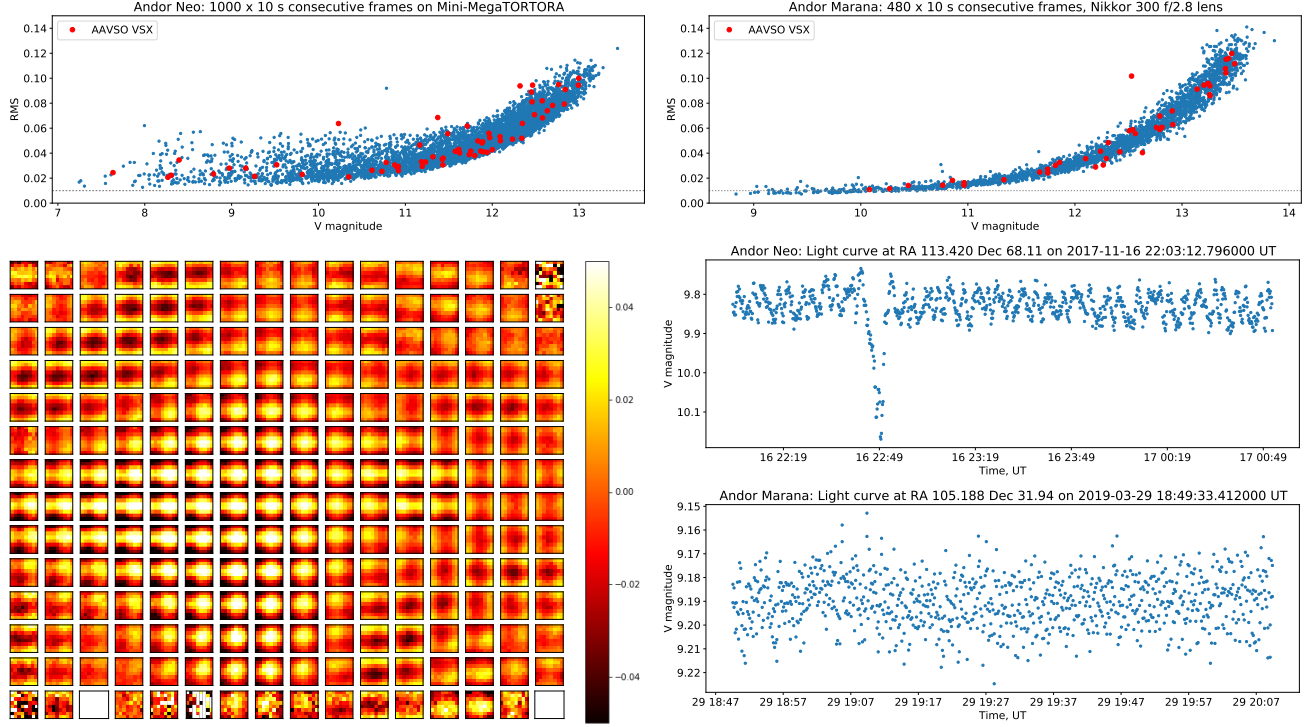 Andor Neo: 1000 x 10 s consecutive frames on Mini-MegaTORTORA
AAVSO VSX
RMS
0.14
0.12
0.10
0.08
0.06
0.04
0.02
0.00
7 8 9 10 11 12 13
V magnitude
Andor Marana: 480 x 10 s consecutive frames, Nikkor 300 f/2.8 lens
AAVSO VSX
RMS
0.14
0.12
0.10
0.08
0.06
0.04
0.02
0.00
9 10 11 12 13 14
V magnitude
0.04
0.02
0.00
−0.02
−0.04
Andor Neo: Light curve at RA 113.420 Dec 68.11 on 2017-11-16 22:03:12.796000 UT
V magnitude
9.8
9.9
10.0
10.1
16 22:19 16 22:49 16 23:19 16 23:49 17 00:19 17 00:49
Time, UT
Andor Marana: Light curve at RA 105.188 Dec 31.94 on 2019-03-29 18:49:33.412000 UT
V magnitude
9.15
9.16
9.17
9.18
9.19
9.20
9.21
9.22
29 18:47 29 18:57 29 19:07 29 19:17 29 19:27 29 19:37 29 19:47 29 19:57 29 20:07
Time, UT